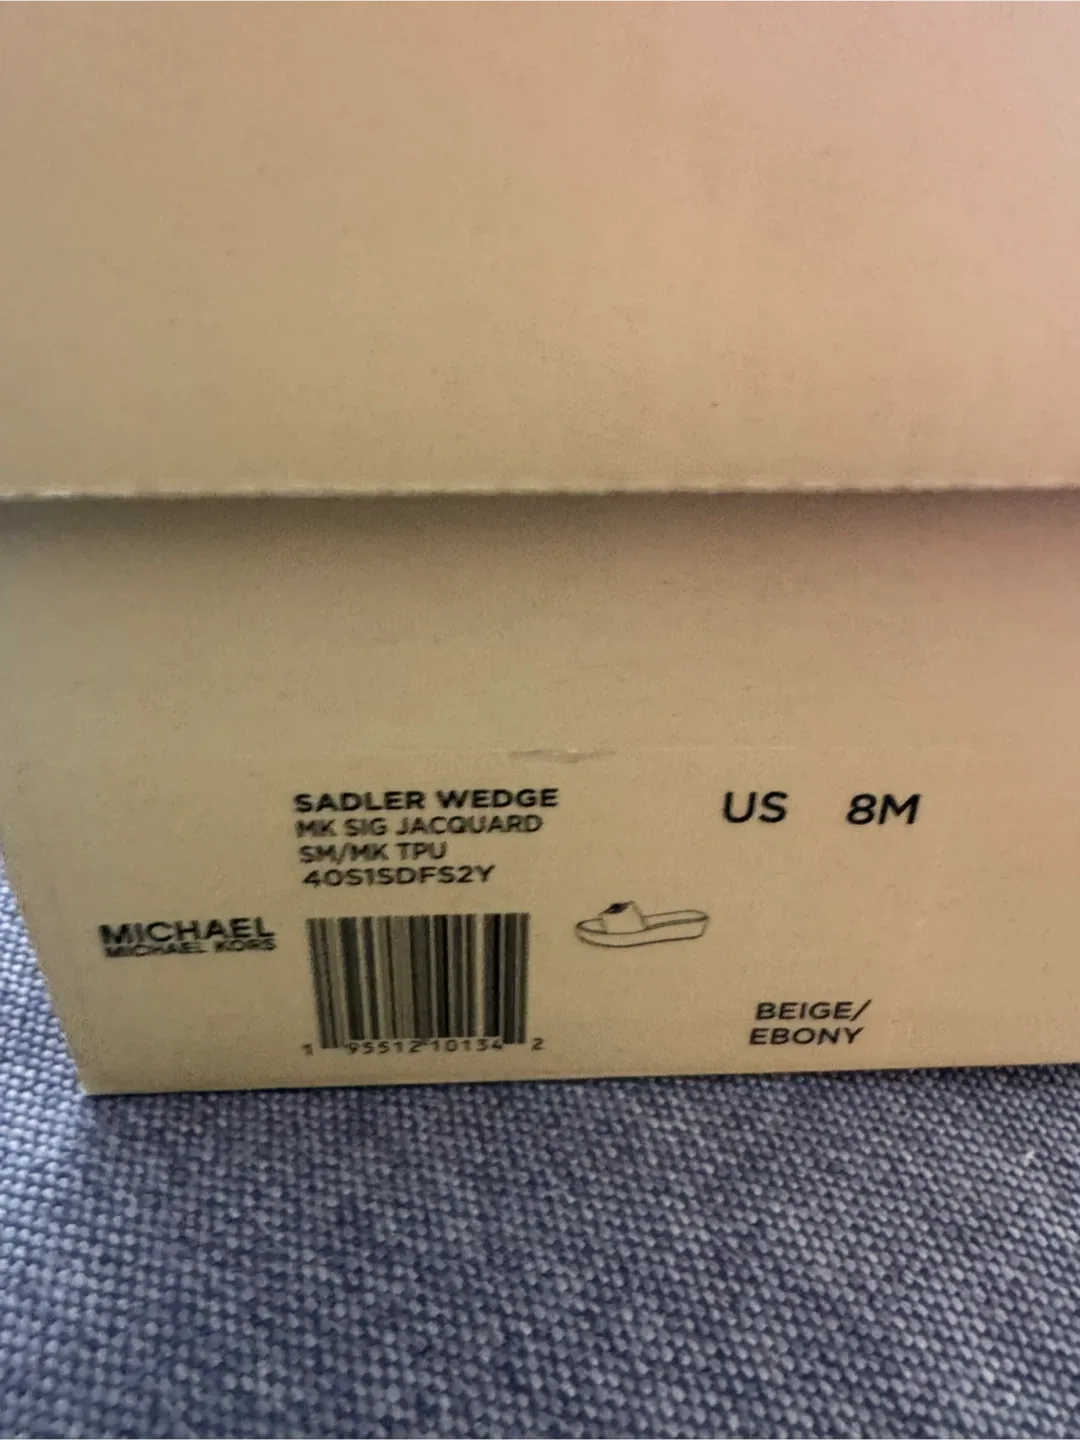 SADLER WEDGE
MK SIG JACQUARD
SM/MK TPU
40S1SDFS2Y
US 8M
MICHAEL
MICHAEL KORS
1 95512 10134 2
BEIGE/
EBONY